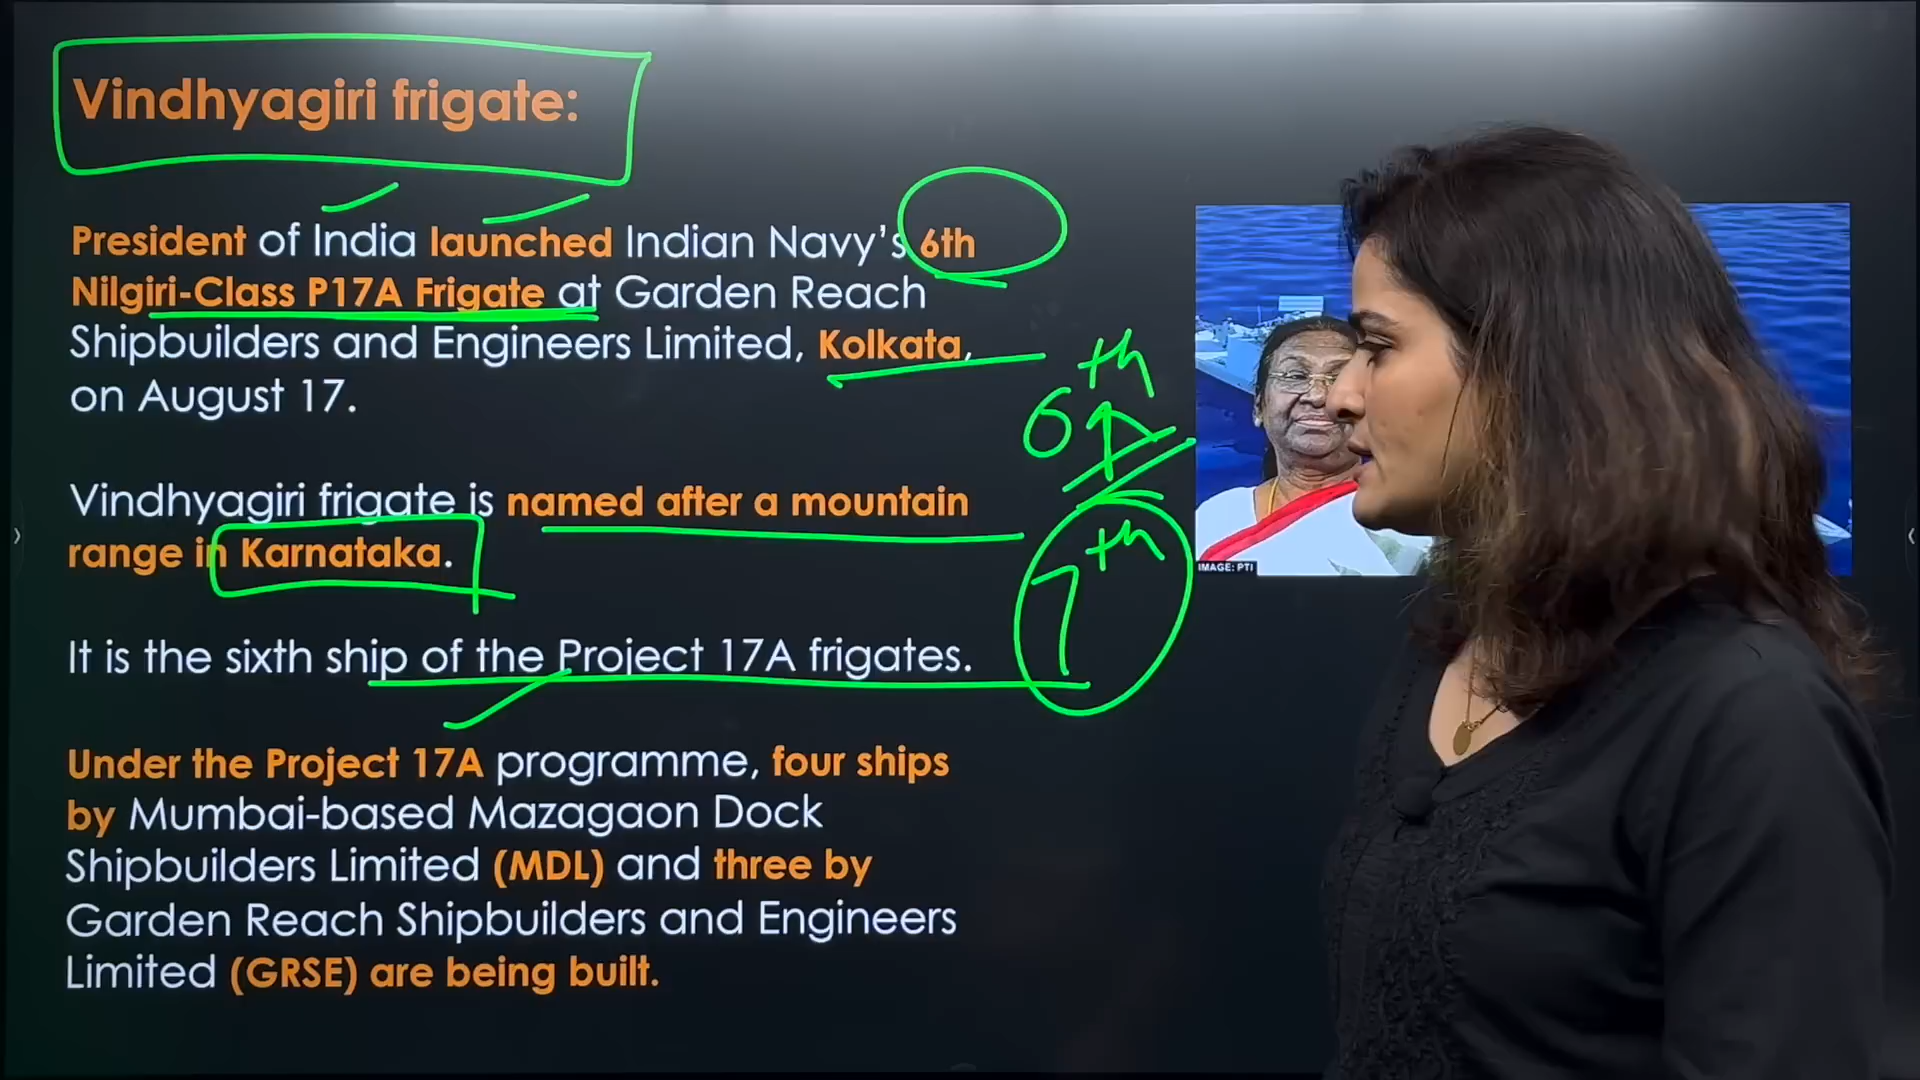 Vindhyagiri frigate:
President of India launched Indian Navy's 6th
Nilgiri-Class P17A Frigate at Garden Reach
Shipbuilders and Engineers Limited, Kolkata,
on August 17.
6th
Vindhyagiri frigate is named after a mountain
range in Karnataka.
7th
IMAGE: PTI
It is the sixth ship of the Project 17A frigates.
Under the Project 17A programme, four ships
by Mumbai-based Mazagaon Dock
Shipbuilders Limited (MDL) and three by
Garden Reach Shipbuilders and Engineers
Limited (GRSE) are being built.